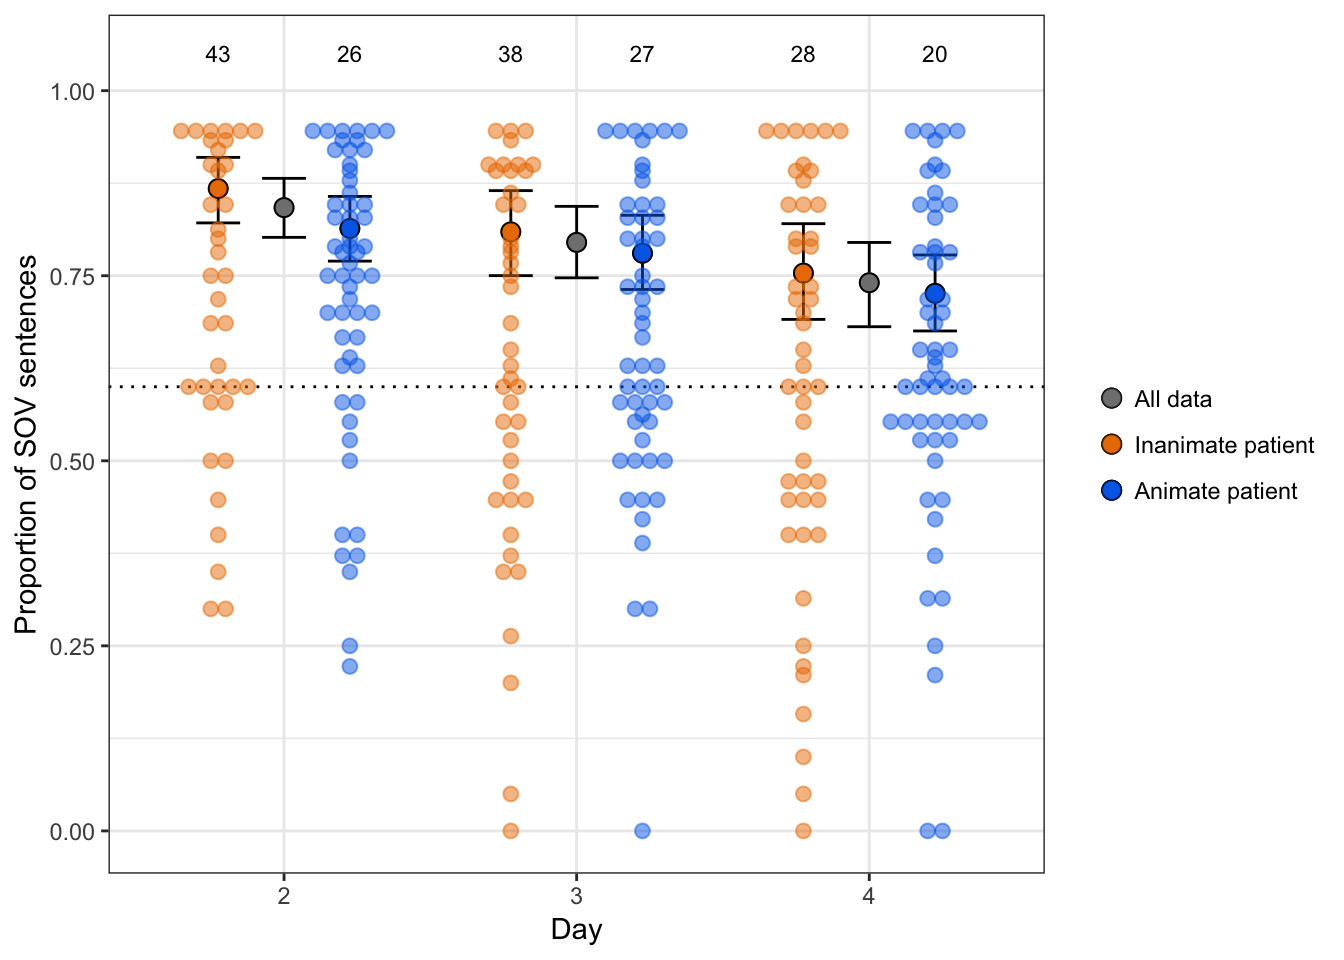 43 26 38 27 28 20
1.00
0.75
0.50
0.25
0.00
Proportion of SOV sentences
2 3 4
Day
All data
Inanimate patient
Animate patient